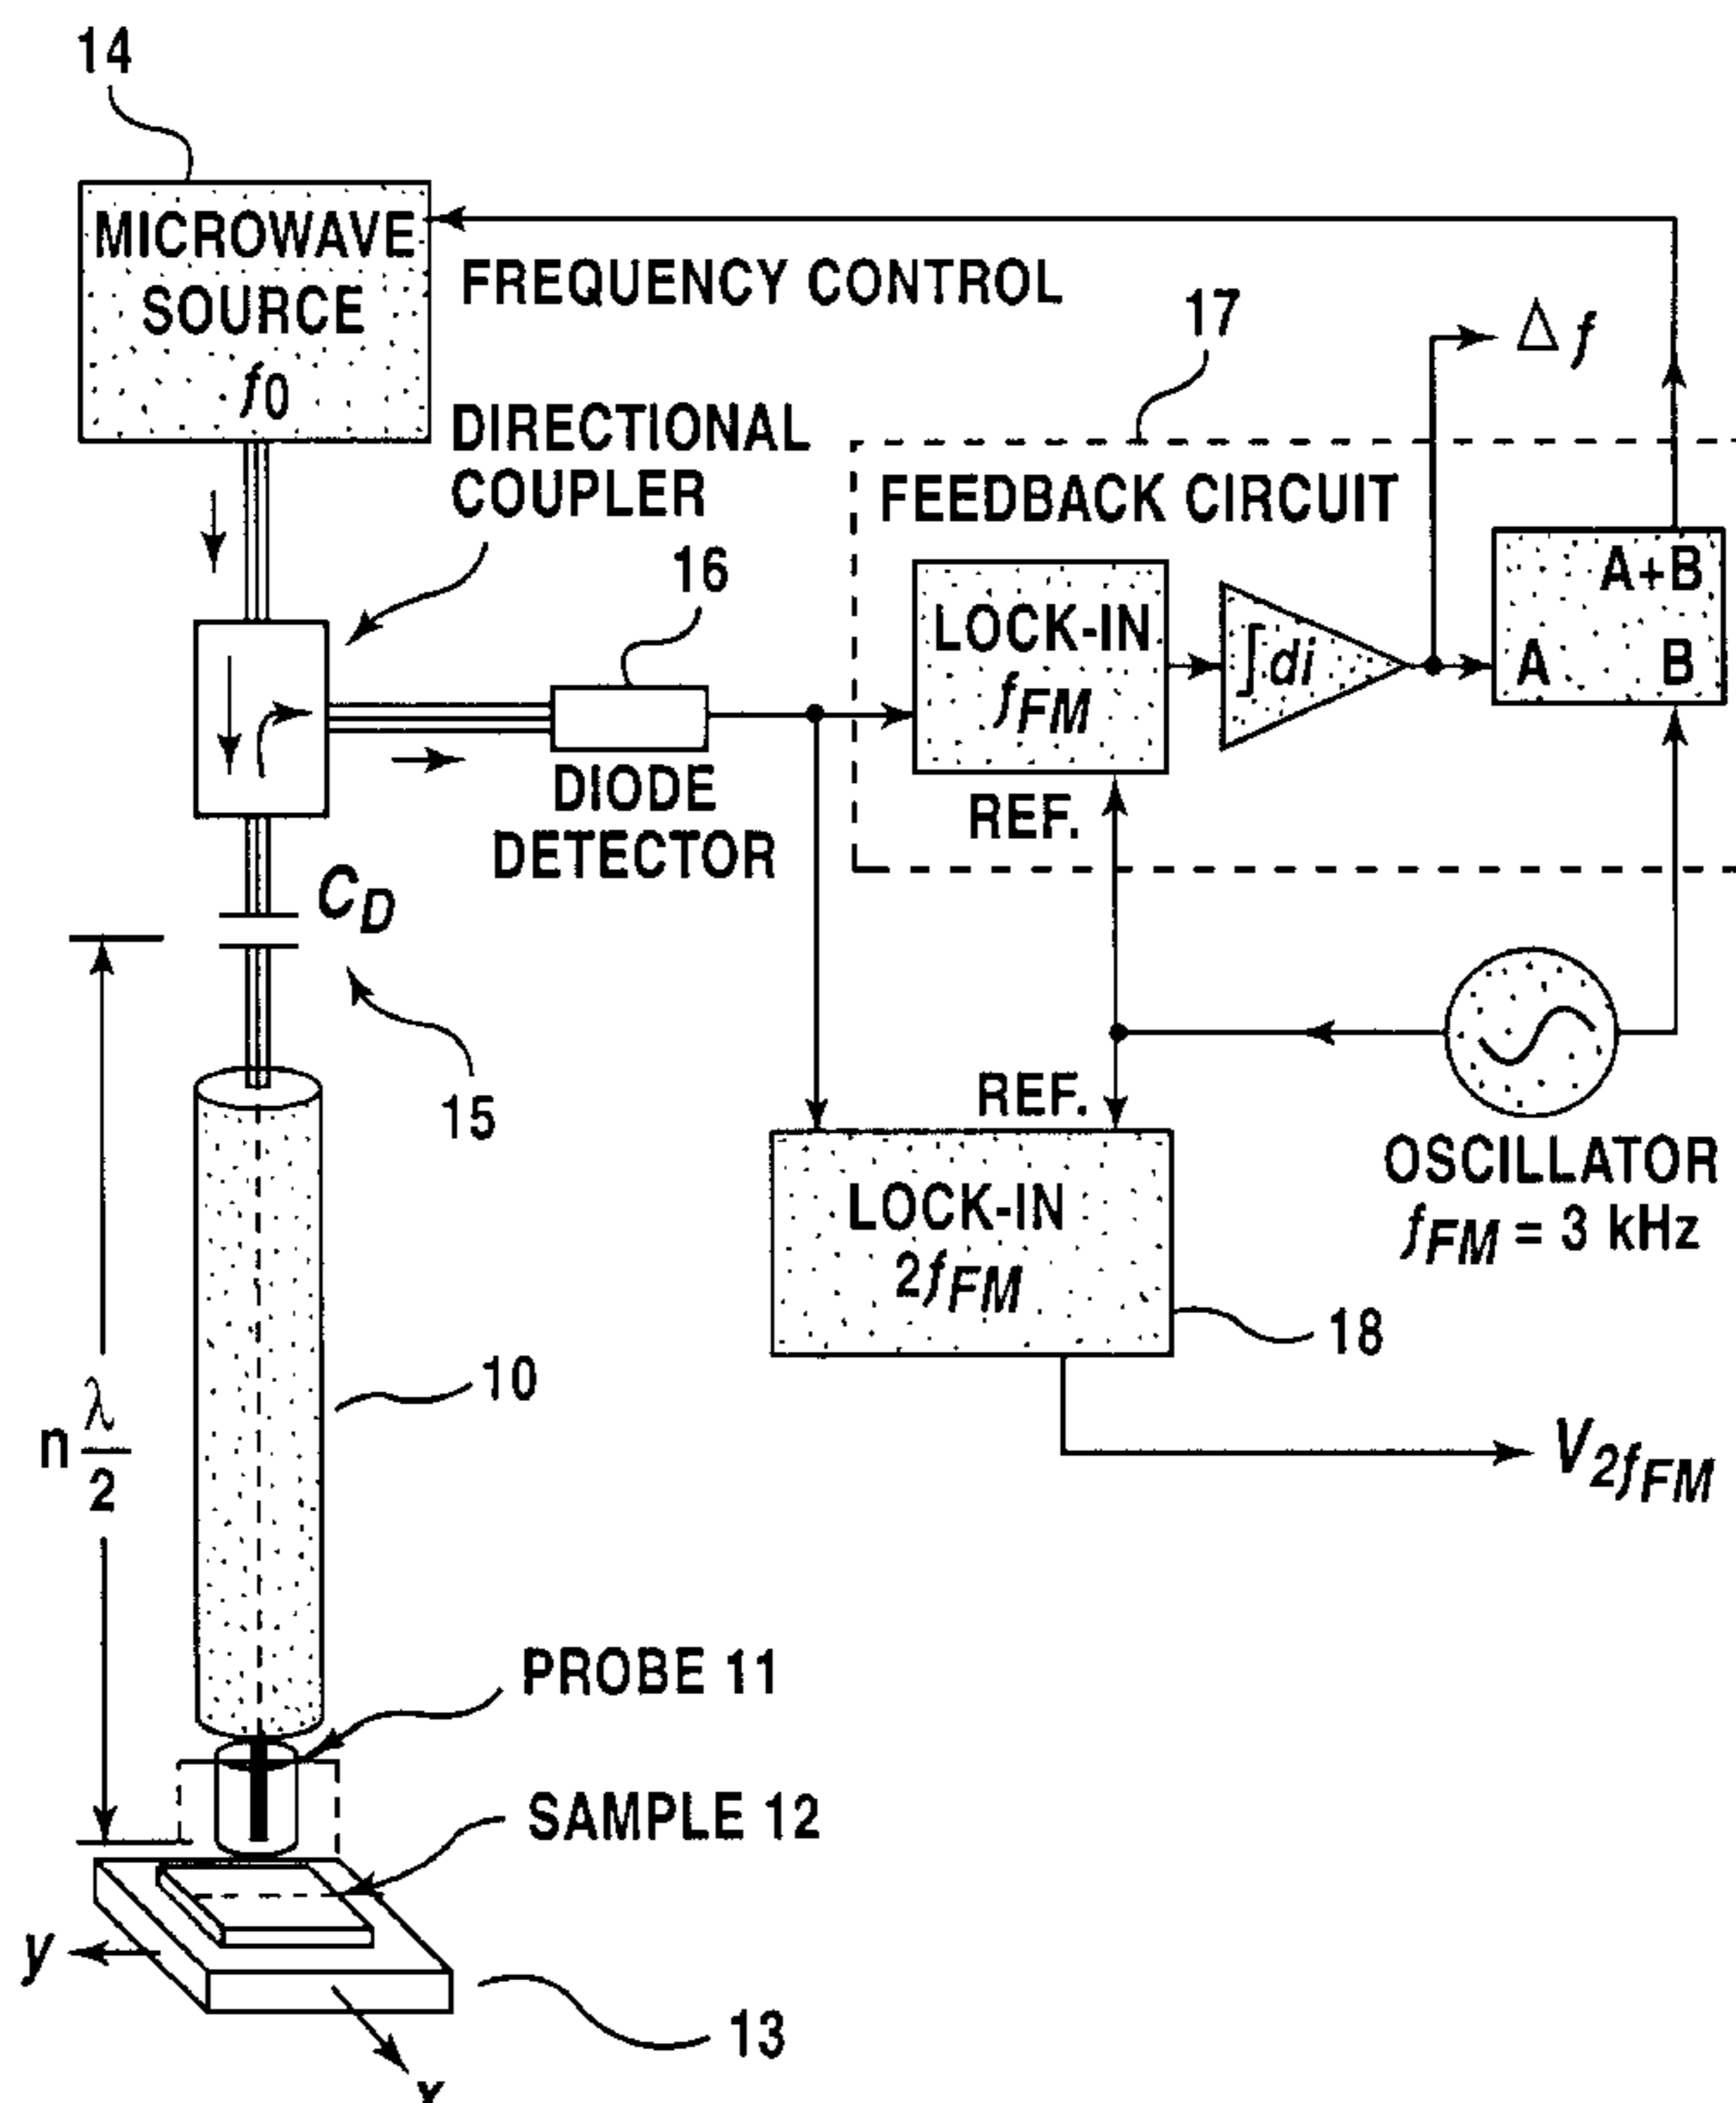 14
MICROWAVE
SOURCE
f0
FREQUENCY CONTROL
17
Δf
DIRECTIONAL
COUPLER
FEEDBACK CIRCUIT
16
LOCK-IN
fFM
∫di
A+B
A B
REF.
DIODE
DETECTOR
CD
15
REF.
OSCILLATOR
fFM = 3 kHz
LOCK-IN
2fFM
18
10
n λ/2
V2fFM
PROBE 11
SAMPLE 12
y
13
x